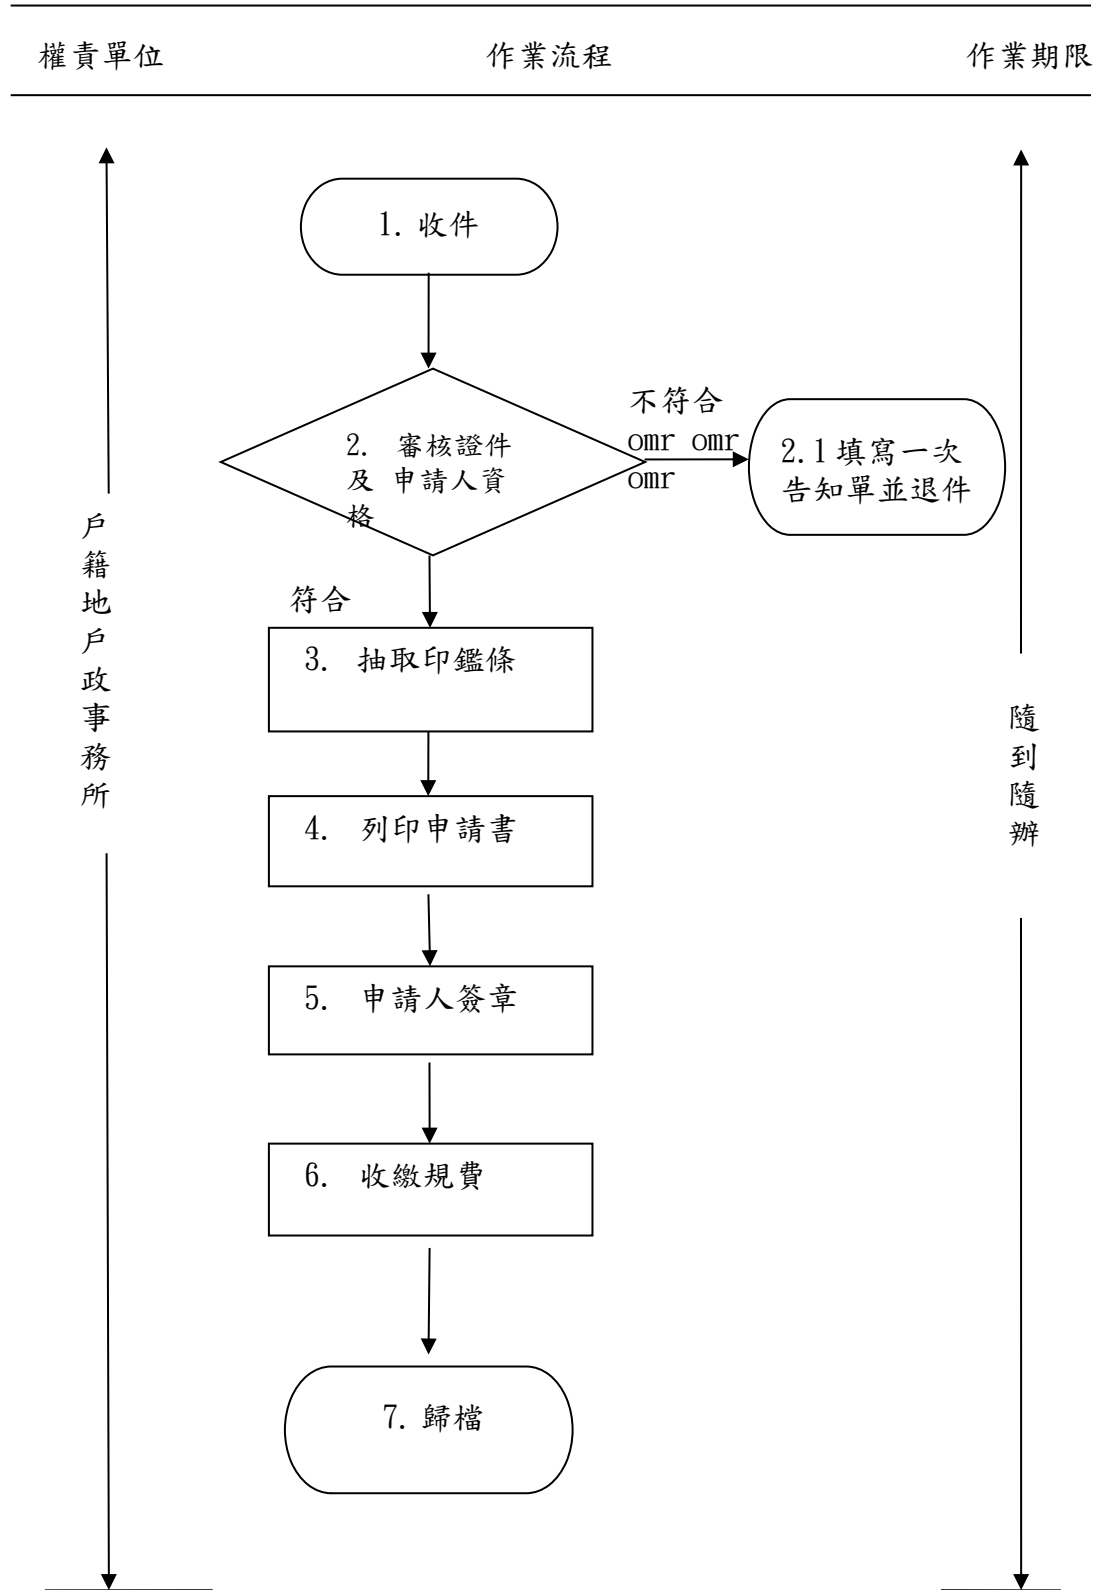 權責單位
作業流程
作業期限
1. 收件
2. 審核證件
及 申請人資
格
不符合
omr omr
omr
2.1 填寫一次
告知單並退件
符合
3. 抽取印鑑條
4. 列印申請書
5. 申請人簽章
6. 收繳規費
7. 歸檔
戶籍地戶政事務所
隨到隨辦